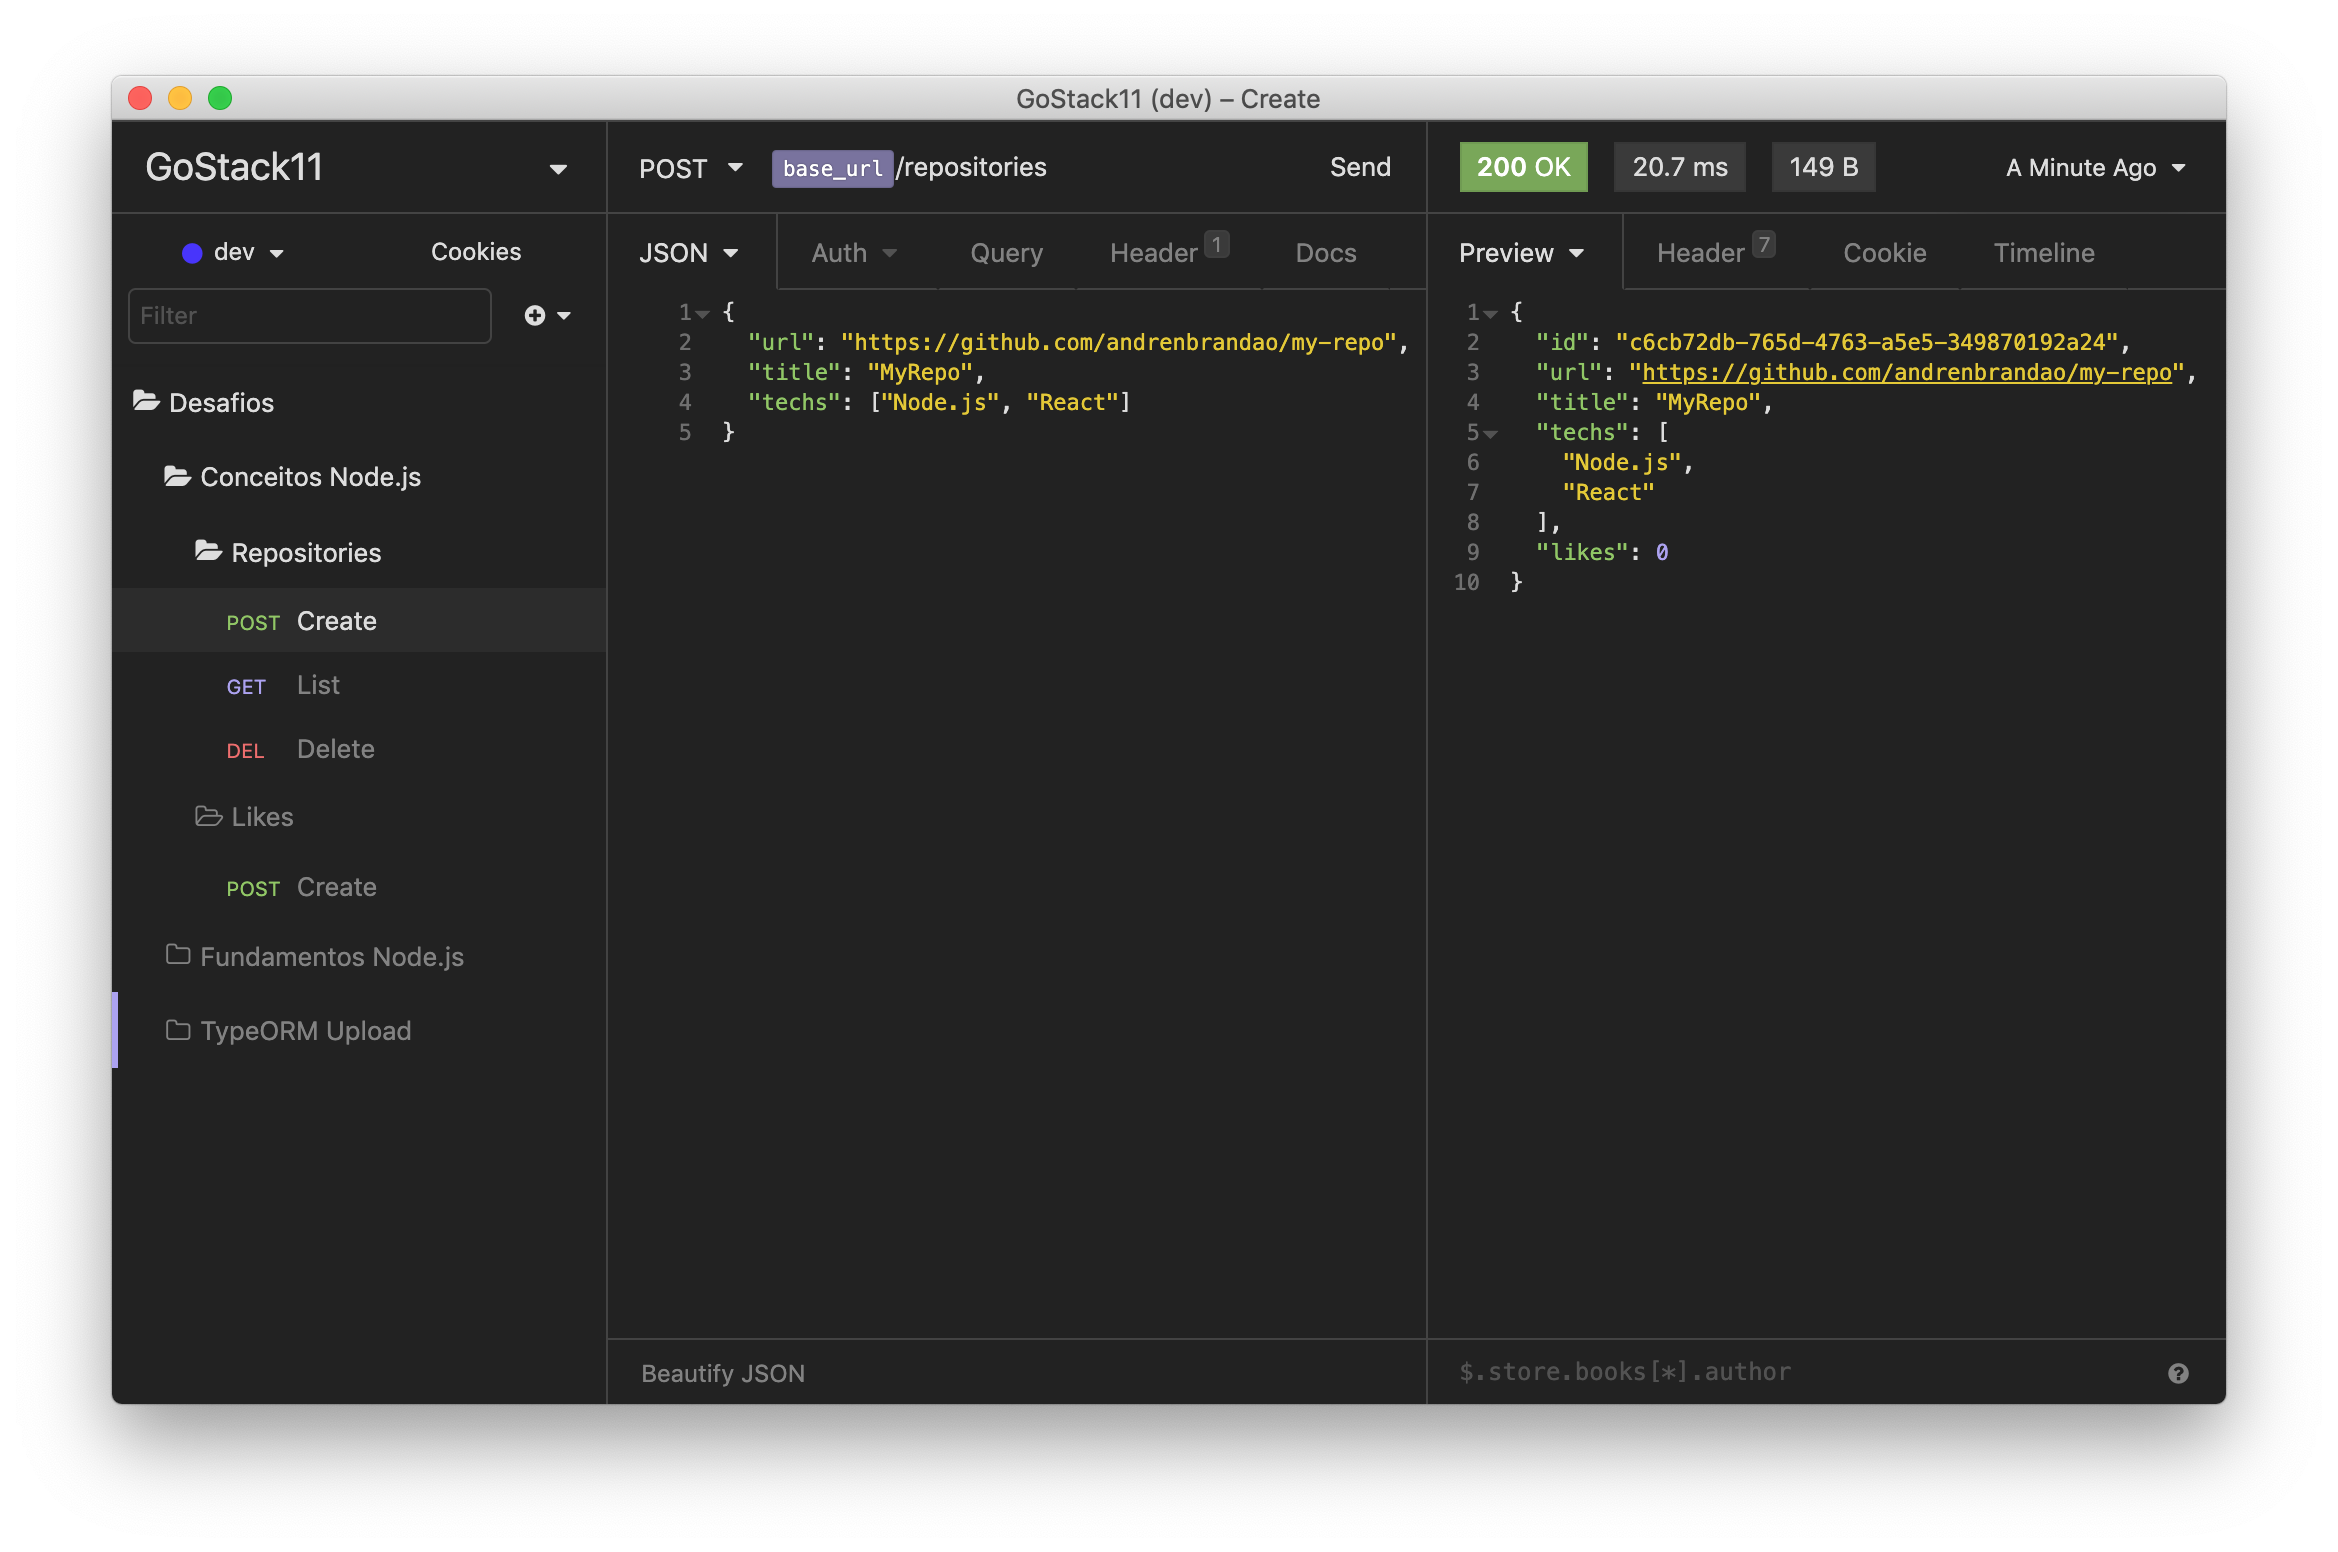 GoStack11 (dev) – Create
GoStack11
dev
Cookies
Filter
Desafios
Conceitos Node.js
Repositories
POST Create
GET List
DEL Delete
Likes
POST Create
Fundamentos Node.js
TypeORM Upload
POST base_url/repositories Send
JSON Auth Query Header 1 Docs
1 {
2 "url": "https://github.com/andrenbrandao/my-repo",
3 "title": "MyRepo",
4 "techs": ["Node.js", "React"]
5 }
Beautify JSON
200 OK 20.7 ms 149 B A Minute Ago
Preview Header 7 Cookie Timeline
1 {
2 "id": "c6cb72db-765d-4763-a5e5-349870192a24",
3 "url": "https://github.com/andrenbrandao/my-repo",
4 "title": "MyRepo",
5 "techs": [
6 "Node.js",
7 "React"
8 ],
9 "likes": 0
10 }
$.store.books[*].author